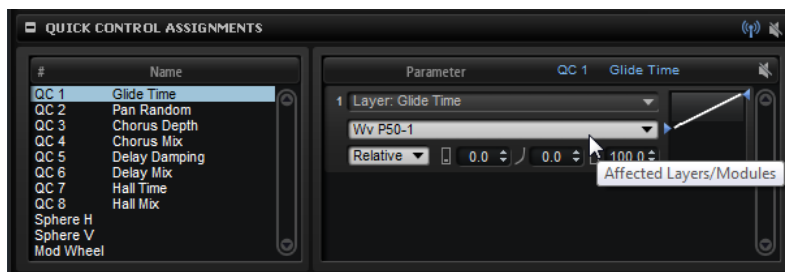 QUICK CONTROL ASSIGNMENTS
# Name
QC 1 Glide Time
QC 2 Pan Random
QC 3 Chorus Depth
QC 4 Chorus Mix
QC 5 Delay Damping
QC 6 Delay Mix
QC 7 Hall Time
QC 8 Hall Mix
Sphere H
Sphere V
Mod Wheel
Parameter QC 1 Glide Time
1 Layer: Glide Time
Wv P50-1
Relative 0.0 0.0 100.0
Affected Layers/Modules